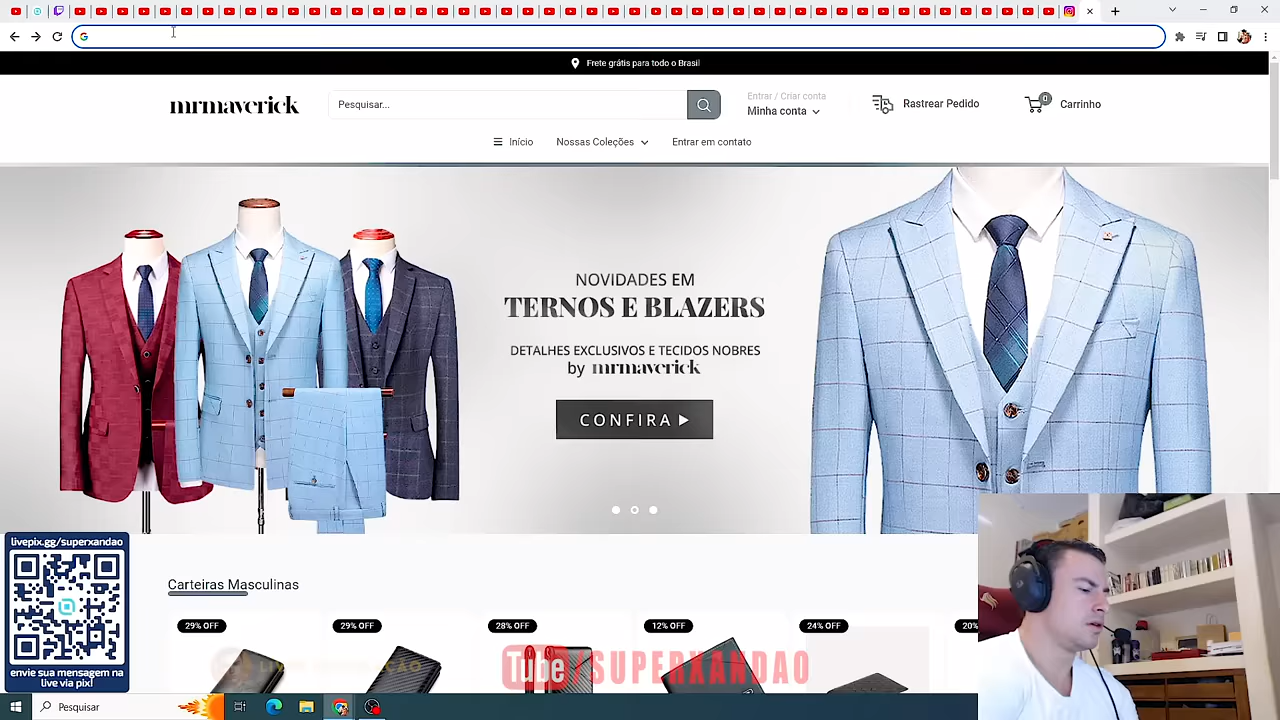 Frete grátis para todo o Brasil
mrmaverick
Pesquisar...
Entrar / Criar conta
Minha conta
Rastrear Pedido
0
Carrinho
Início
Nossas Coleções
Entrar em contato
NOVIDADES EM
TERNOS E BLAZERS
DETALHES EXCLUSIVOS E TECIDOS NOBRES
by mrmaverick
CONFIRA
livepix.gg/superxandao
envie sua mensagem na
live via pix!
Carteiras Masculinas
29% OFF
29% OFF
28% OFF
12% OFF
24% OFF
20%
Tube/SUPERXANDAO
Pesquisar